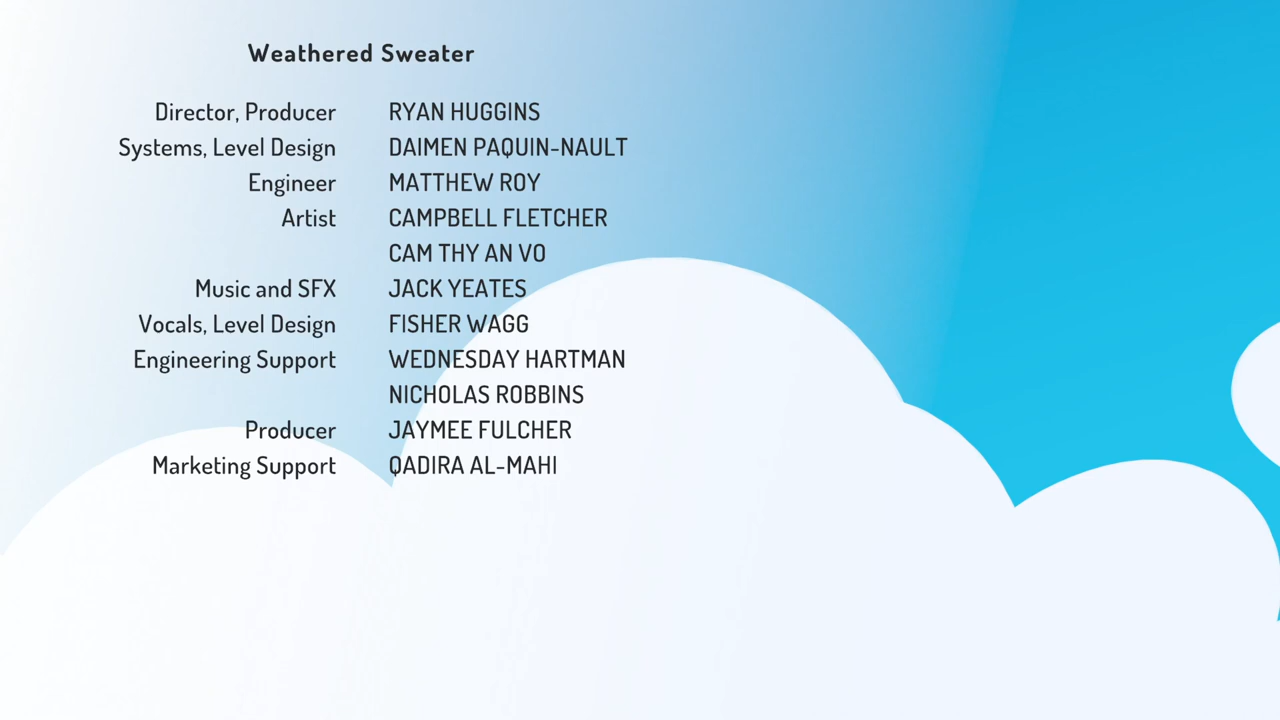 Weathered Sweater
Director, Producer RYAN HUGGINS
Systems, Level Design DAIMEN PAQUIN-NAULT
Engineer MATTHEW ROY
Artist CAMPBELL FLETCHER
CAM THY AN VO
Music and SFX JACK YEATES
Vocals, Level Design FISHER WAGG
Engineering Support WEDNESDAY HARTMAN
NICHOLAS ROBBINS
Producer JAYMEE FULCHER
Marketing Support QADIRA AL-MAHI